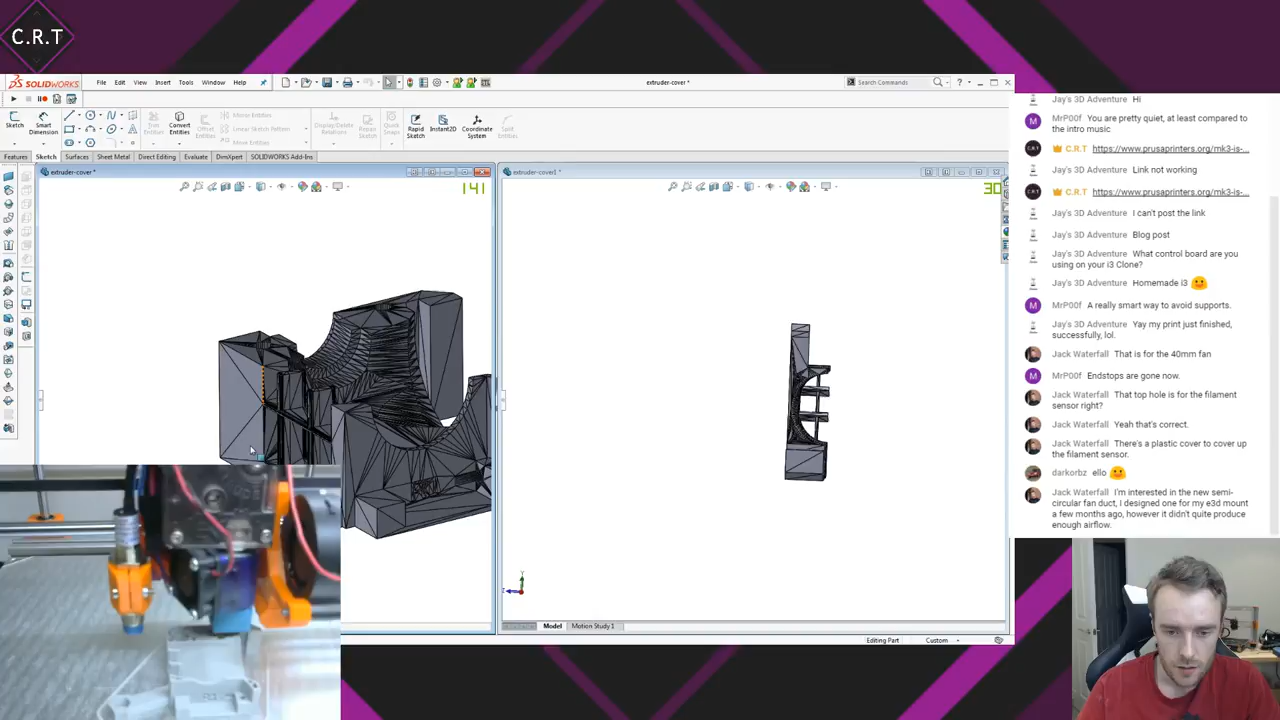 C.R.T
SOLIDWORKS File Edit View Insert Tools Window Help
extruder-cover *
Search Commands
Sketch Smart Dimension Trim Entities Convert Entities Offset Entities Mirror Entities Linear Sketch Pattern Move Entities Display/Delete Relations Repair Sketch Quick Snaps Rapid Sketch Instant2D Coordinate System Split Entities
Features Sketch Surfaces Sheet Metal Direct Editing Evaluate DimXpert SOLIDWORKS Add-Ins
extruder-cover *
141
extruder-cover1 *
30
Model Motion Study 1
Editing Part Custom
Jay's 3D Adventure Hi
M MrP00f You are pretty quiet, at least compared to
the intro music
C.R.T https://www.prusaprinters.org/mk3-is-...
Jay's 3D Adventure Link not working
C.R.T https://www.prusaprinters.org/mk3-is-...
Jay's 3D Adventure I can't post the link
Jay's 3D Adventure Blog post
Jay's 3D Adventure What control board are you
using on your i3 Clone?
Jay's 3D Adventure Homemade i3
M MrP00f A really smart way to avoid supports.
Jay's 3D Adventure Yay my print just finished,
successfully, lol.
Jack Waterfall That is for the 40mm fan
M MrP00f Endstops are gone now.
Jack Waterfall That top hole is for the filament
sensor right?
Jack Waterfall Yeah that's correct.
Jack Waterfall There's a plastic cover to cover up
the filament sensor.
darkorbz ello
Jack Waterfall I'm interested in the new semi-
circular fan duct, I designed one for my e3d mount
a few months ago, however it didn't quite produce
enough airflow.